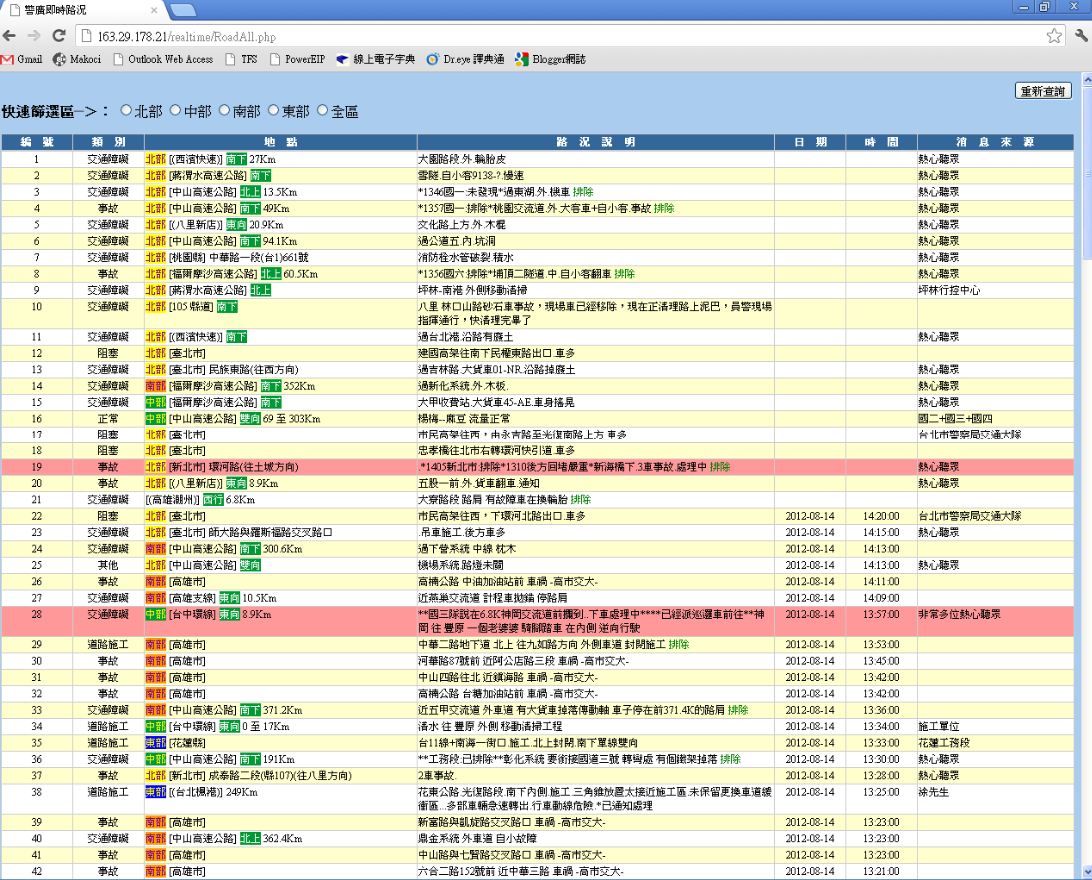 警廣即時路況
163.29.178.21/realtime/RoadAll.php
Gmail Makoci Outlook Web Access TFS PowerEIP 線上電子字典 Dr.eye 譯典通 Blogger網誌
重新查詢
快速篩選區--> : 北部 中部 南部 東部 全區
編 號 類 別 地 點 路 況 說 明 日 期 時 間 消 息 來 源
1 交通障礙 北部 [(西濱快速)] 南下 27Km 大園路段.外.輪胎皮 熱心聽眾
2 交通障礙 北部 [蔣渭水高速公路] 南下 雪隧.自小客9138-?.慢速 熱心聽眾
3 交通障礙 北部 [中山高速公路] 北上 13.5Km *1346國一:未發現*過東湖.外.機車 排除 熱心聽眾
4 事故 北部 [中山高速公路] 南下 49Km *1357國一:排除*桃園交流道.外.大客車+自小客.事故 排除 熱心聽眾
5 交通障礙 北部 [(八里新店)] 東向 20.9Km 文化路上方.外.木棍 熱心聽眾
6 交通障礙 北部 [中山高速公路] 南下 94.1Km 過公道五.內.坑洞 熱心聽眾
7 交通障礙 北部 [桃園縣] 中華路一段(台1)661號 消防栓水管破裂.積水 熱心聽眾
8 事故 北部 [福爾摩沙高速公路] 北上 60.5Km *1356國六:排除*埔頂二隧道.中.自小客翻車 排除 熱心聽眾
9 交通障礙 北部 [蔣渭水高速公路] 北上 坪林-南港 外側移動清掃 坪林行控中心
10 交通障礙 北部 [105 縣道] 南下 八里 林口山路砂石車事故，現場車已經移除，現在正清理路上泥巴，員警現場
指揮通行，快清理完畢了
11 交通障礙 北部 [(西濱快速)] 南下 過台北港.沿路有廢土 熱心聽眾
12 阻塞 北部 [臺北市] 建國高架往南下民權東路出口.車多
13 交通障礙 北部 [臺北市] 民族東路(往西方向) 過吉林路.大貨車01-NR.沿路掉廢土 熱心聽眾
14 交通障礙 南部 [福爾摩沙高速公路] 南下 352Km 過新化系統.外.木板. 熱心聽眾
15 交通障礙 中部 [福爾摩沙高速公路] 南下 大甲收費站.大貨車45-AE.車身搖晃 熱心聽眾
16 正常 中部 [中山高速公路] 雙向 69 至 303Km 楊梅--麻豆 流量正常 國二+國三+國四
17 阻塞 北部 [臺北市] 市民高架往西，由永吉路至光復南路上方 車多 台北市警察局交通大隊
18 阻塞 北部 [臺北市] 忠孝橋往北市右轉環河快引道.車多
19 事故 北部 [新北市] 環河路(往土城方向) .*1405新北市:排除*1310後方回堵嚴重*新海橋下.3車事故.處理中 排除 熱心聽眾
20 事故 北部 [(八里新店)] 東向 8.9Km 五股一前.外.貨車翻車.通知 熱心聽眾
21 交通障礙 [(高雄潮州)] 西行 6.8Km 大寮路段 路肩 有故障車在換輪胎 排除
22 阻塞 北部 [臺北市] 市民高架往西，下環河北路出口.車多 2012-08-14 14:20:00 台北市警察局交通大隊
23 交通障礙 北部 [臺北市] 師大路與羅斯福路交叉路口 .吊車施工.後方車多 2012-08-14 14:15:00 熱心聽眾
24 交通障礙 南部 [中山高速公路] 南下 300.6Km 過下營系統 中線 枕木 2012-08-14 14:13:00
25 其他 北部 [中山高速公路] 雙向 機場系統.路燈未關 2012-08-14 14:13:00 熱心聽眾
26 事故 南部 [高雄市] 高楠公路 中油加油站前 車禍 -高市交大- 2012-08-14 14:11:00
27 交通障礙 南部 [高雄支線] 東向 10.5Km 近燕巢交流道 計程車拋錨 停路肩 2012-08-14 14:09:00
28 交通障礙 中部 [台中環線] 東向 8.9Km **國三隊說在6.8K神岡交流道前攔到..下車處理中****已經派巡邏車前往**神 2012-08-14 13:57:00 非常多位熱心聽眾
岡 往 豐原 一個老婆婆 騎腳踏車 在內側 逆向行駛
29 道路施工 南部 [高雄市] 中華二路地下道 北上 往九如路方向 外側車道 封閉施工 排除 2012-08-14 13:53:00
30 事故 南部 [高雄市] 河華路87號前 近阿公店路三段 車禍 -高市交大- 2012-08-14 13:45:00
31 事故 南部 [高雄市] 中山四路往北 近鎮海路 車禍 -高市交大- 2012-08-14 13:42:00
32 事故 南部 [高雄市] 高楠公路 台糖加油站前 車禍 -高市交大- 2012-08-14 13:42:00
33 交通障礙 南部 [中山高速公路] 南下 371.2Km 近五甲交流道 外車道 有大貨車掉落傳動軸 車子停在前371.4K的路肩 排除 2012-08-14 13:36:00
34 道路施工 中部 [台中環線] 東向 0 至 17Km 清水 往 豐原 外側 移動清掃工程 2012-08-14 13:34:00 施工單位
35 道路施工 東部 [花蓮縣] 台11線+南海一街口.施工.北上封閉.南下單線雙向 2012-08-14 13:33:00 花蓮工務段
36 交通障礙 中部 [中山高速公路] 南下 191Km **工務段:已排除**彰化系統 要銜接國道三號 轉彎處 有個鐵架掉落 排除 2012-08-14 13:30:00 熱心聽眾
37 事故 北部 [新北市] 成泰路二段(縣107)(往八里方向) 2車事故. 2012-08-14 13:28:00 熱心聽眾
38 道路施工 東部 [(台北楓港)] 249Km 花東公路.光復路段.南下內側.施工.三角錐放置太接近施工區.未保留更換車道緩 2012-08-14 13:25:00 涂先生
衝區...多部車輛急速轉出.行車動線危險.*已通知處理
39 事故 南部 [高雄市] 新富路與凱旋路交叉路口 車禍 -高市交大- 2012-08-14 13:23:00
40 交通障礙 南部 [中山高速公路] 北上 362.4Km 鼎金系統 外車道 自小故障 2012-08-14 13:23:00
41 事故 南部 [高雄市] 中山路與七賢路交叉路口 車禍 -高市交大- 2012-08-14 13:23:00
42 事故 南部 [高雄市] 六合二路152號前 近中華三路 車禍 -高市交大- 2012-08-14 13:21:00